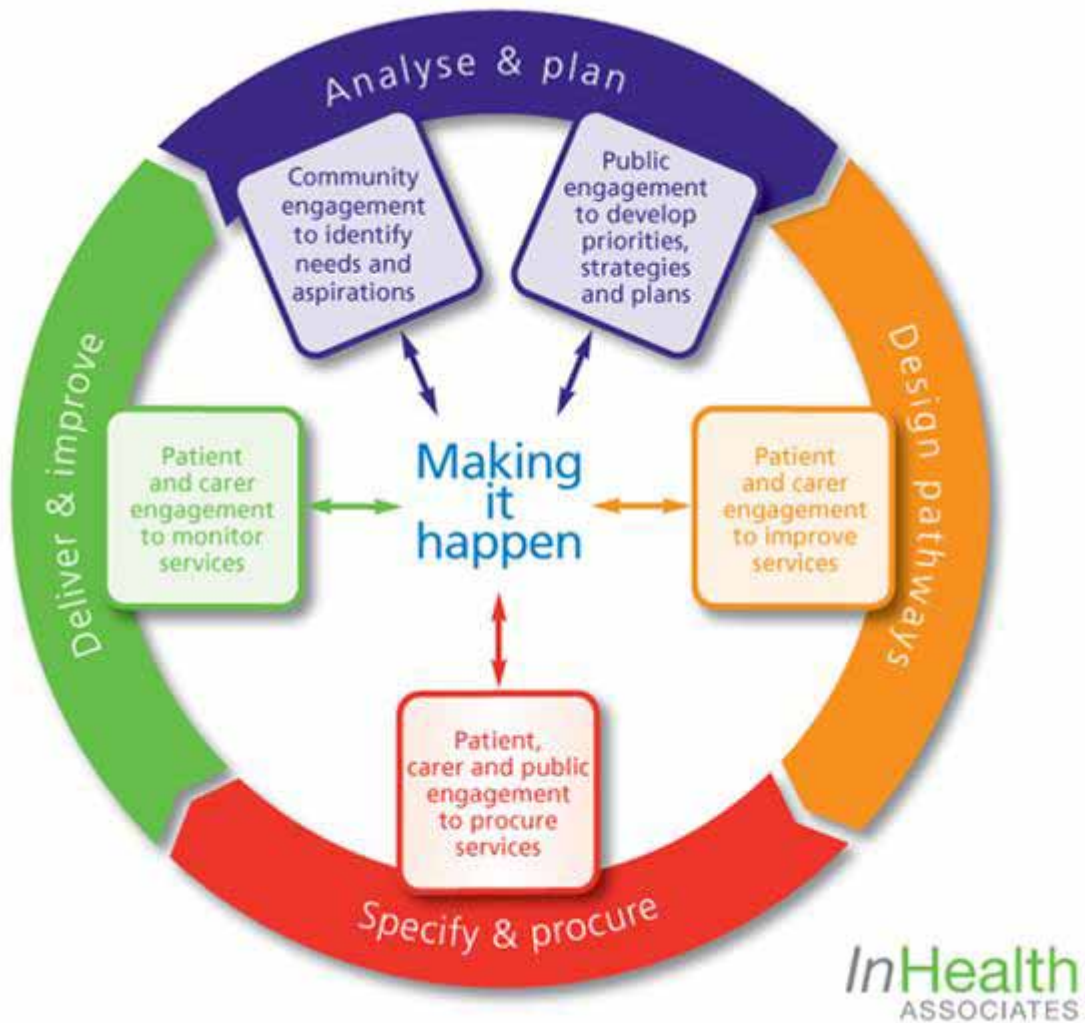 Analyse & plan
Community
engagement
to identify
needs and
aspirations
Public
engagement
to develop
priorities,
strategies
and plans
Design pathways
Patient
and carer
engagement
to improve
services
Specify & procure
Patient,
carer and public
engagement
to procure
services
Deliver & improve
Patient
and carer
engagement
to monitor
services
Making
it
happen
InHealth
ASSOCIATES